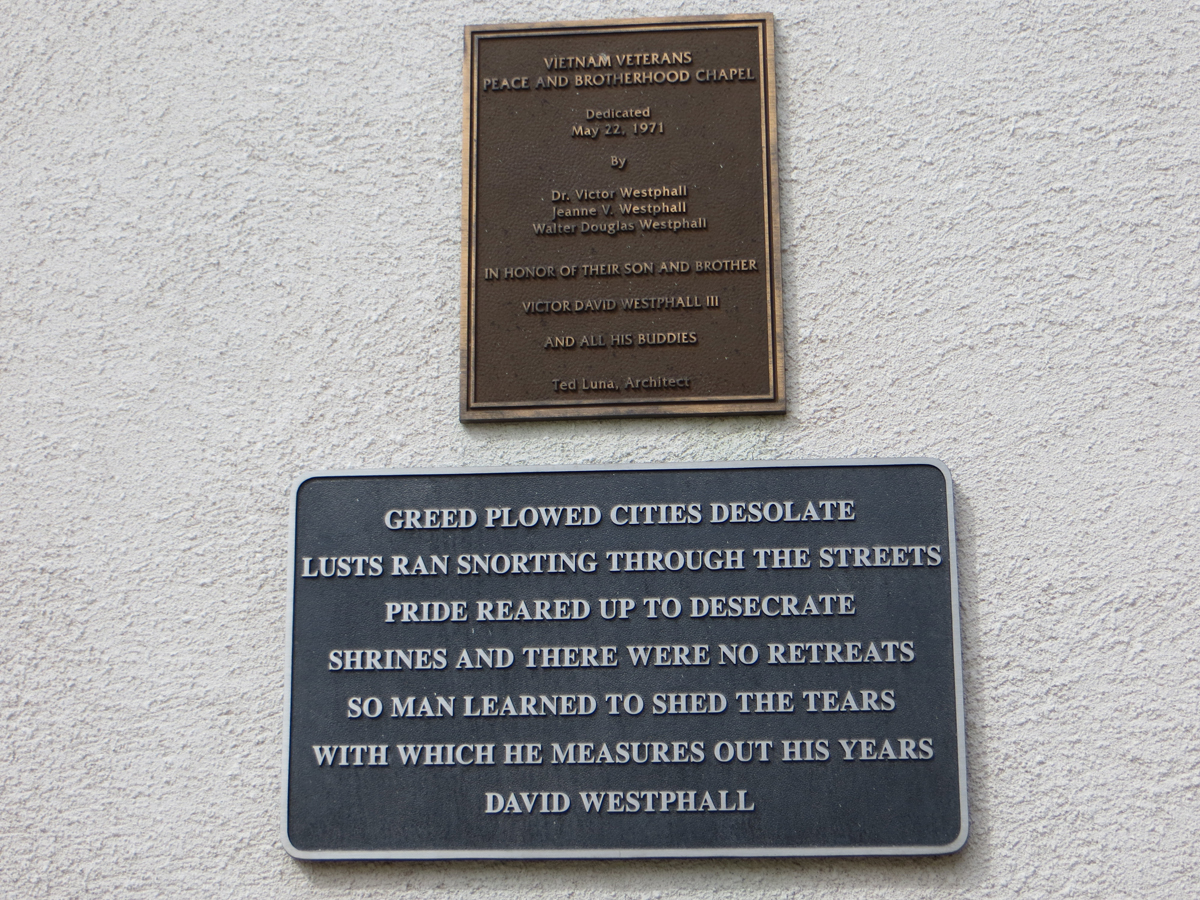 VIETNAM VETERANS
PEACE AND BROTHERHOOD CHAPEL
Dedicated
May 22, 1971
By
Dr. Victor Westphall
Jeanne V. Westphall
Walter Douglas Westphall
IN HONOR OF THEIR SON AND BROTHER
VICTOR DAVID WESTPHALL III
AND ALL HIS BUDDIES
Ted Luna, Architect
GREED PLOWED CITIES DESOLATE
LUSTS RAN SNORTING THROUGH THE STREETS
PRIDE REARED UP TO DESECRATE
SHRINES AND THERE WERE NO RETREATS
SO MAN LEARNED TO SHED THE TEARS
WITH WHICH HE MEASURES OUT HIS YEARS
DAVID WESTPHALL